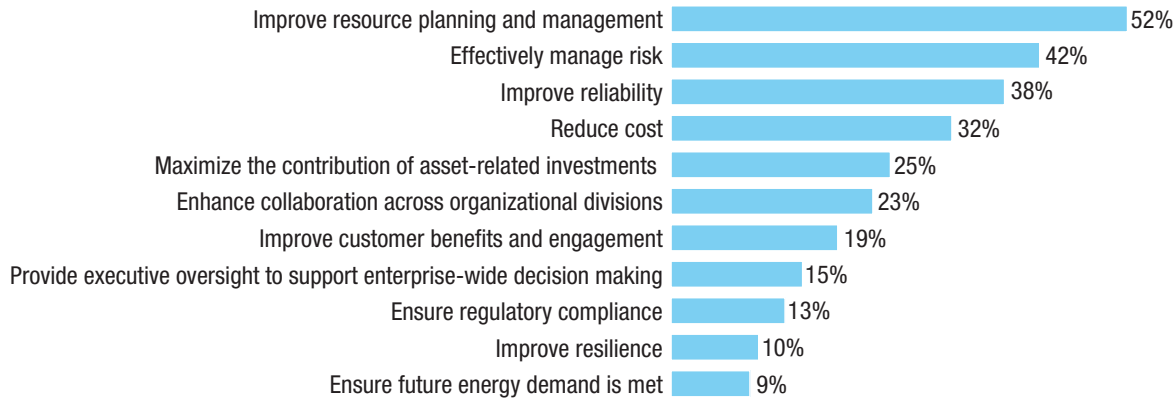 Improve resource planning and management 52%
Effectively manage risk 42%
Improve reliability 38%
Reduce cost 32%
Maximize the contribution of asset-related investments 25%
Enhance collaboration across organizational divisions 23%
Improve customer benefits and engagement 19%
Provide executive oversight to support enterprise-wide decision making 15%
Ensure regulatory compliance 13%
Improve resilience 10%
Ensure future energy demand is met 9%